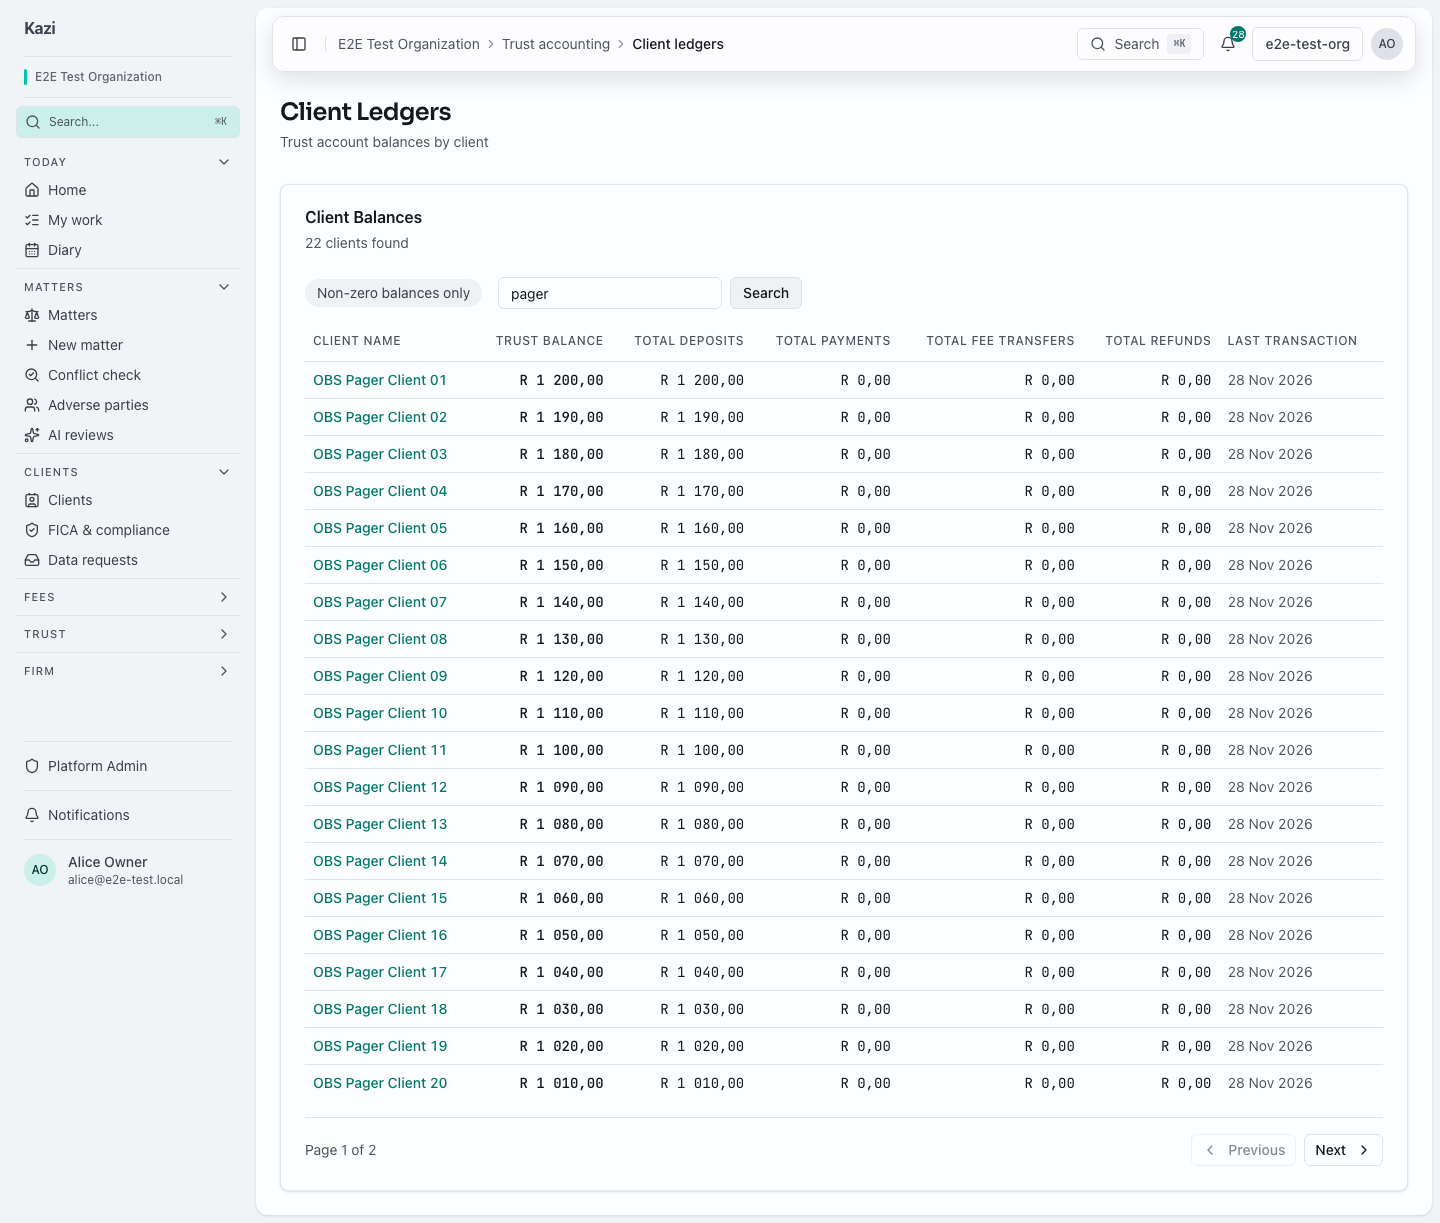 Kazi
E2E Test Organization
Search... ⌘K
TODAY
Home
My work
Diary
MATTERS
Matters
New matter
Conflict check
Adverse parties
AI reviews
CLIENTS
Clients
FICA & compliance
Data requests
FEES
TRUST
FIRM
Platform Admin
Notifications
AO Alice Owner
alice@e2e-test.local
E2E Test Organization > Trust accounting > Client ledgers
Search ⌘K 28 e2e-test-org AO
Client Ledgers
Trust account balances by client
Client Balances
22 clients found
Non-zero balances only pager Search
CLIENT NAME TRUST BALANCE TOTAL DEPOSITS TOTAL PAYMENTS TOTAL FEE TRANSFERS TOTAL REFUNDS LAST TRANSACTION
OBS Pager Client 01 R 1 200,00 R 1 200,00 R 0,00 R 0,00 R 0,00 28 Nov 2026
OBS Pager Client 02 R 1 190,00 R 1 190,00 R 0,00 R 0,00 R 0,00 28 Nov 2026
OBS Pager Client 03 R 1 180,00 R 1 180,00 R 0,00 R 0,00 R 0,00 28 Nov 2026
OBS Pager Client 04 R 1 170,00 R 1 170,00 R 0,00 R 0,00 R 0,00 28 Nov 2026
OBS Pager Client 05 R 1 160,00 R 1 160,00 R 0,00 R 0,00 R 0,00 28 Nov 2026
OBS Pager Client 06 R 1 150,00 R 1 150,00 R 0,00 R 0,00 R 0,00 28 Nov 2026
OBS Pager Client 07 R 1 140,00 R 1 140,00 R 0,00 R 0,00 R 0,00 28 Nov 2026
OBS Pager Client 08 R 1 130,00 R 1 130,00 R 0,00 R 0,00 R 0,00 28 Nov 2026
OBS Pager Client 09 R 1 120,00 R 1 120,00 R 0,00 R 0,00 R 0,00 28 Nov 2026
OBS Pager Client 10 R 1 110,00 R 1 110,00 R 0,00 R 0,00 R 0,00 28 Nov 2026
OBS Pager Client 11 R 1 100,00 R 1 100,00 R 0,00 R 0,00 R 0,00 28 Nov 2026
OBS Pager Client 12 R 1 090,00 R 1 090,00 R 0,00 R 0,00 R 0,00 28 Nov 2026
OBS Pager Client 13 R 1 080,00 R 1 080,00 R 0,00 R 0,00 R 0,00 28 Nov 2026
OBS Pager Client 14 R 1 070,00 R 1 070,00 R 0,00 R 0,00 R 0,00 28 Nov 2026
OBS Pager Client 15 R 1 060,00 R 1 060,00 R 0,00 R 0,00 R 0,00 28 Nov 2026
OBS Pager Client 16 R 1 050,00 R 1 050,00 R 0,00 R 0,00 R 0,00 28 Nov 2026
OBS Pager Client 17 R 1 040,00 R 1 040,00 R 0,00 R 0,00 R 0,00 28 Nov 2026
OBS Pager Client 18 R 1 030,00 R 1 030,00 R 0,00 R 0,00 R 0,00 28 Nov 2026
OBS Pager Client 19 R 1 020,00 R 1 020,00 R 0,00 R 0,00 R 0,00 28 Nov 2026
OBS Pager Client 20 R 1 010,00 R 1 010,00 R 0,00 R 0,00 R 0,00 28 Nov 2026
Page 1 of 2 Previous Next